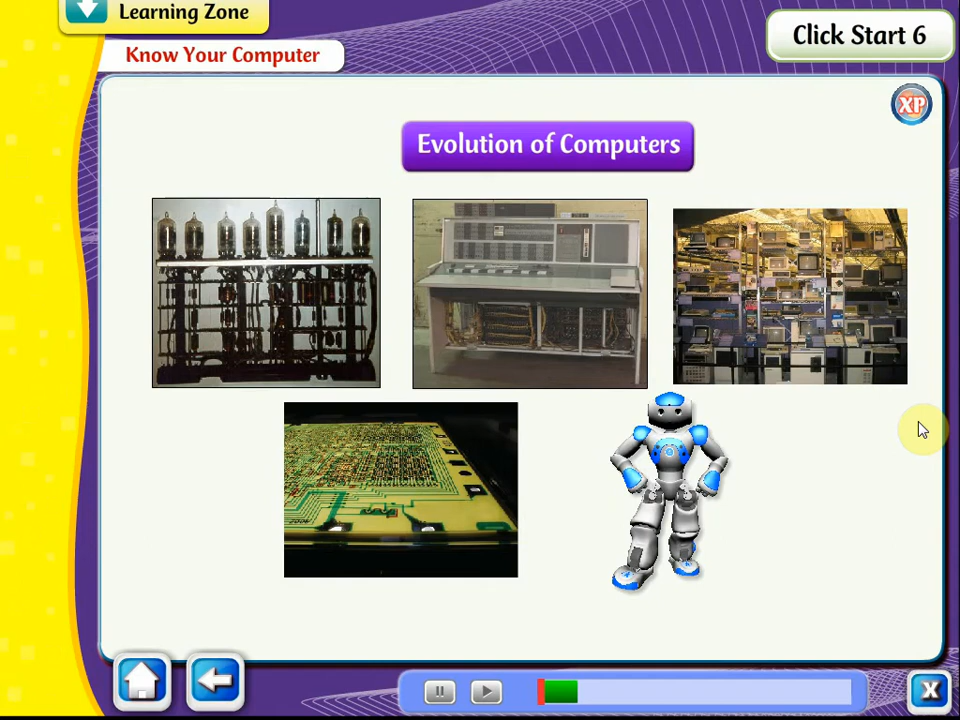 Learning Zone
Click Start 6
Know Your Computer
XP
Evolution of Computers
X